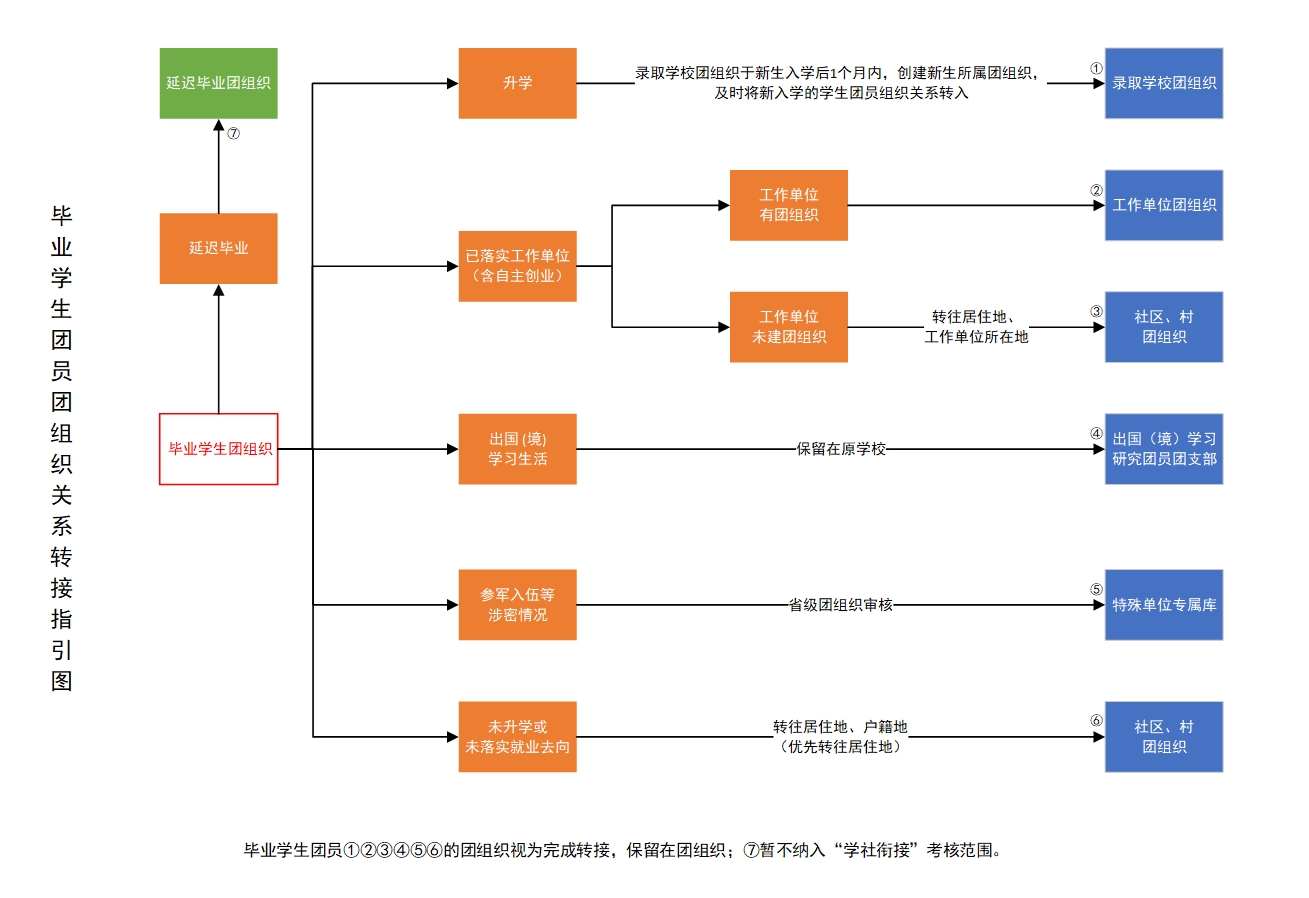 毕业学生团员团组织关系转接指引图
延迟毕业团组织
⑦
延迟毕业
毕业学生团组织
升学
录取学校团组织于新生入学后1个月内，创建新生所属团组织，
及时将新入学的学生团员组织关系转入
①
录取学校团组织
已落实工作单位
（含自主创业）
工作单位
有团组织
②
工作单位团组织
工作单位
未建团组织
转往居住地、
工作单位所在地
③
社区、村
团组织
出国(境)
学习生活
保留在原学校
④
出国（境）学习
研究团员团支部
参军入伍等
涉密情况
省级团组织审核
⑤
特殊单位专属库
未升学或
未落实就业去向
转往居住地、户籍地
（优先转往居住地）
⑥
社区、村
团组织
毕业学生团员①②③④⑤⑥的团组织视为完成转接，保留在团组织；⑦暂不纳入“学社衔接”考核范围。